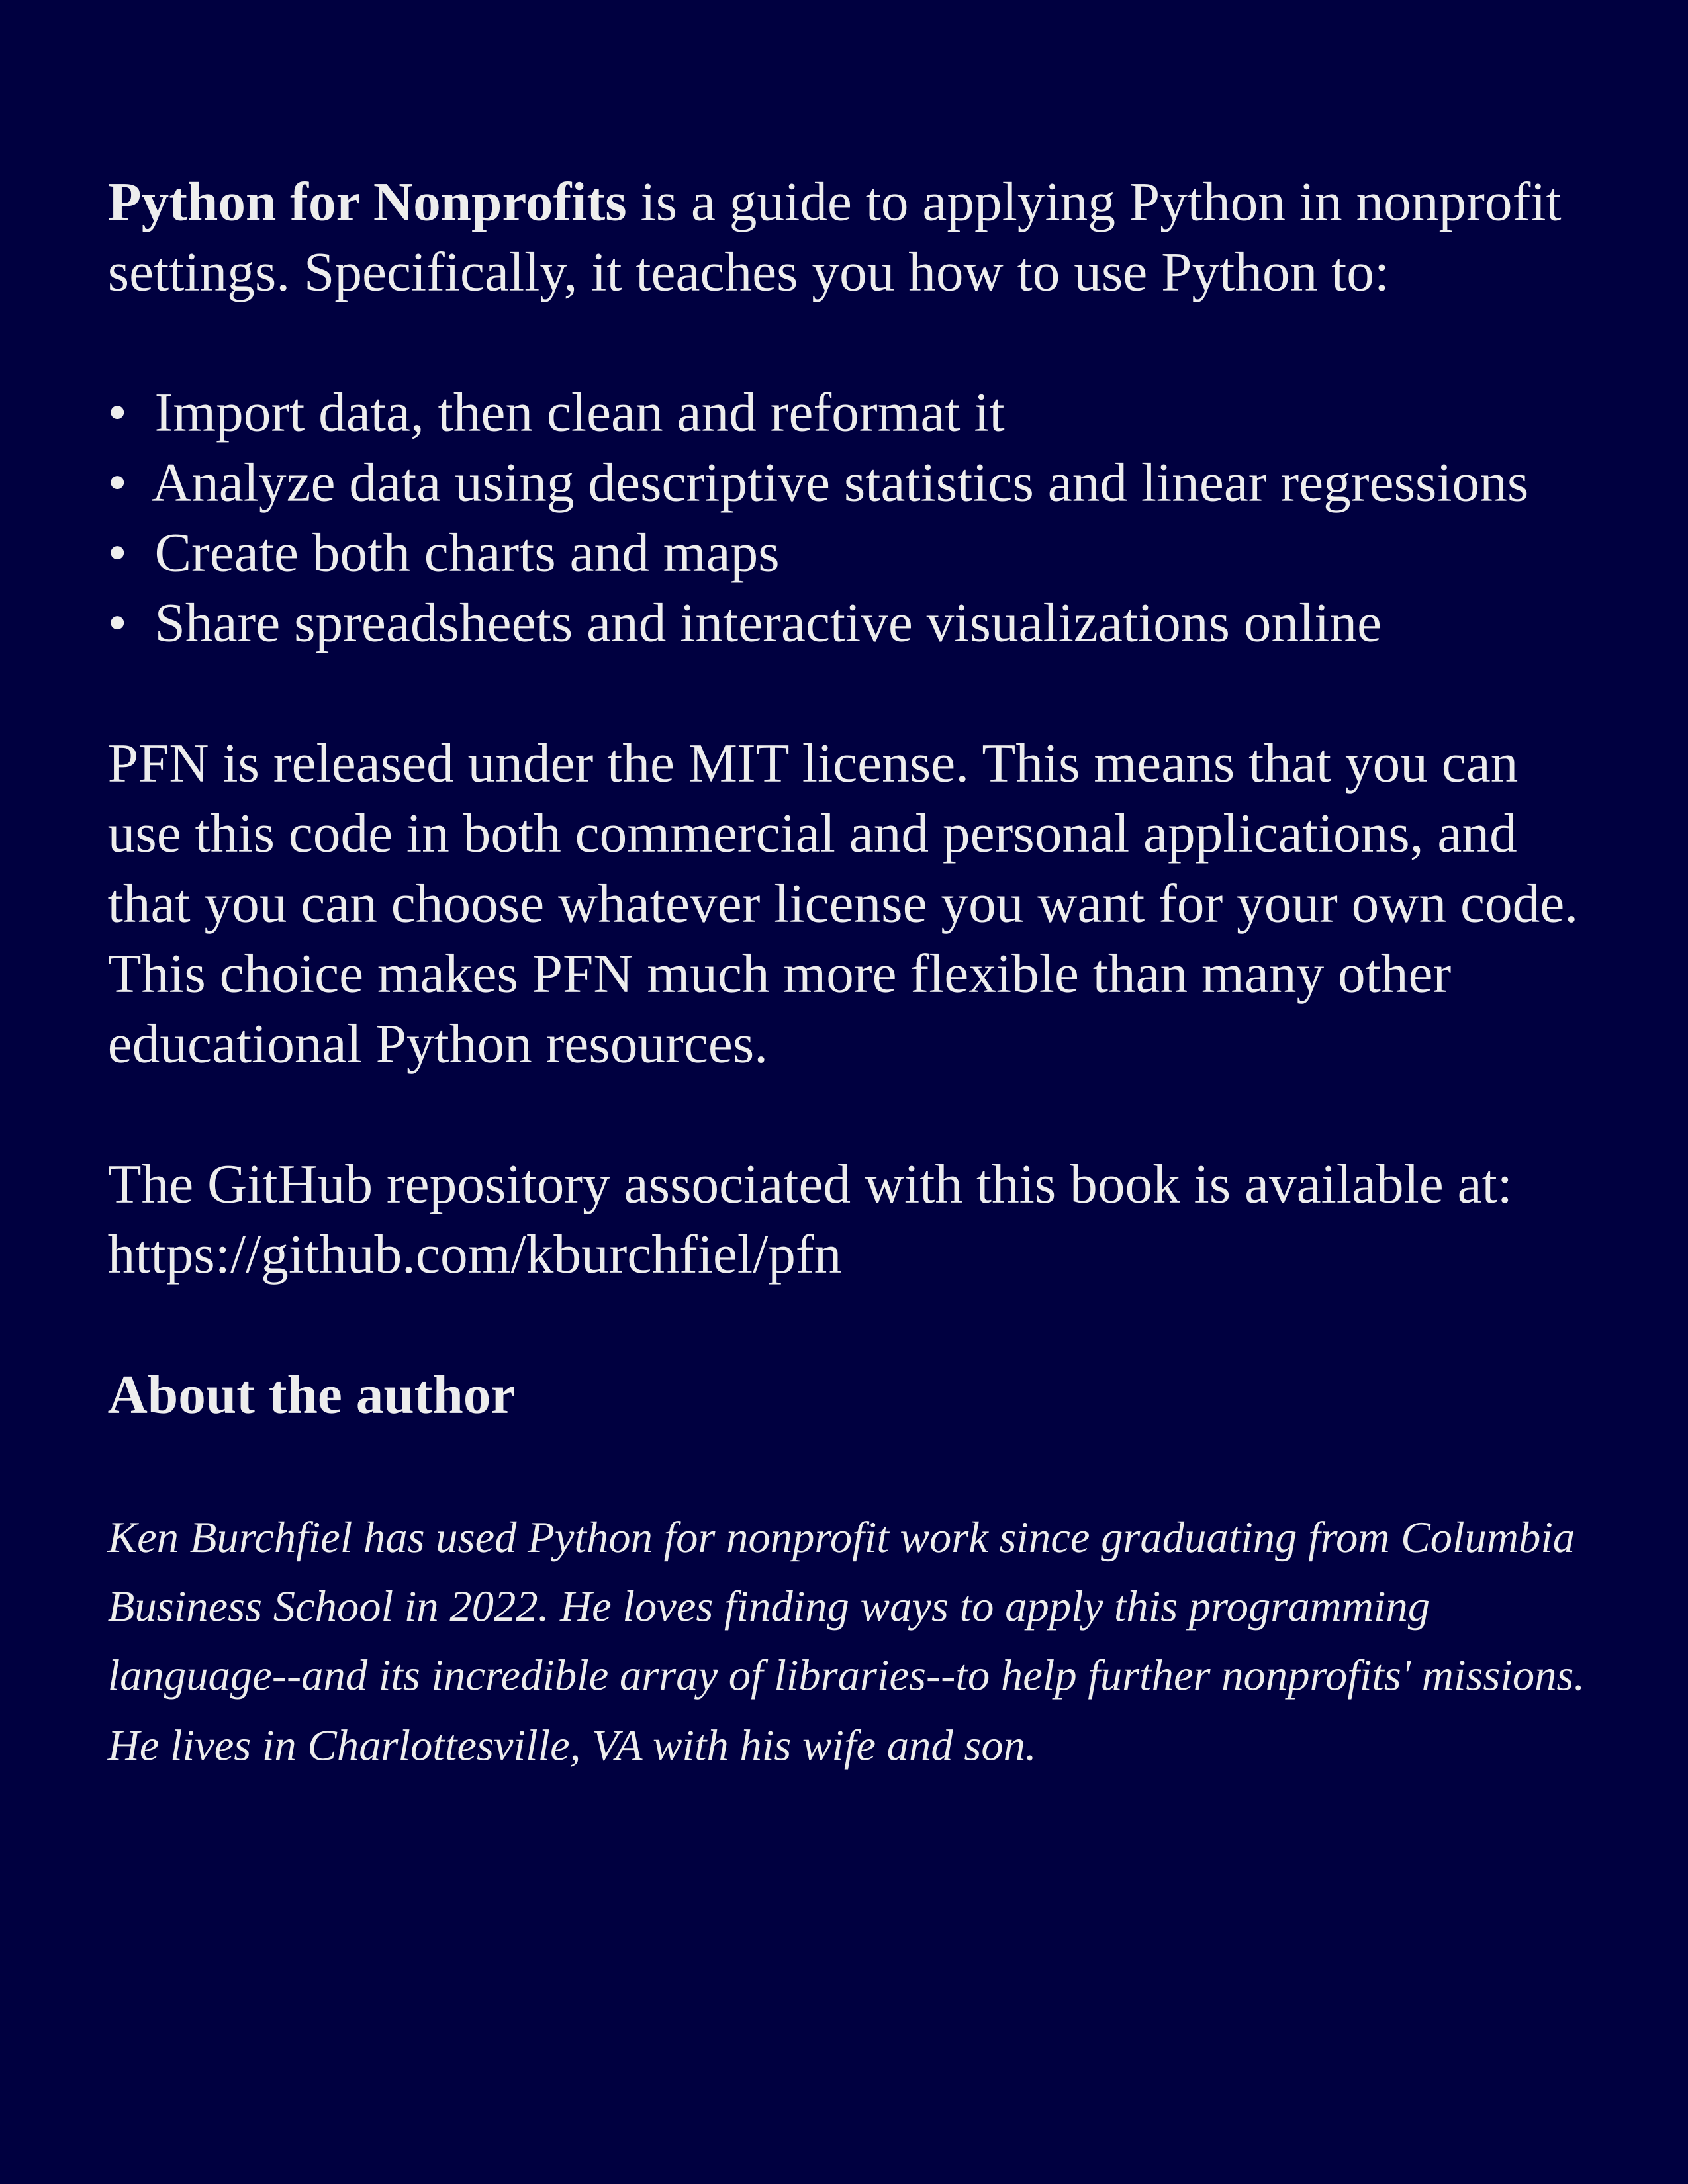 Python for Nonprofits is a guide to applying Python in nonprofit
settings. Specifically, it teaches you how to use Python to:
• Import data, then clean and reformat it
• Analyze data using descriptive statistics and linear regressions
• Create both charts and maps
• Share spreadsheets and interactive visualizations online
PFN is released under the MIT license. This means that you can
use this code in both commercial and personal applications, and
that you can choose whatever license you want for your own code.
This choice makes PFN much more flexible than many other
educational Python resources.
The GitHub repository associated with this book is available at:
https://github.com/kburchfiel/pfn
About the author
Ken Burchfiel has used Python for nonprofit work since graduating from Columbia
Business School in 2022. He loves finding ways to apply this programming
language--and its incredible array of libraries--to help further nonprofits' missions.
He lives in Charlottesville, VA with his wife and son.